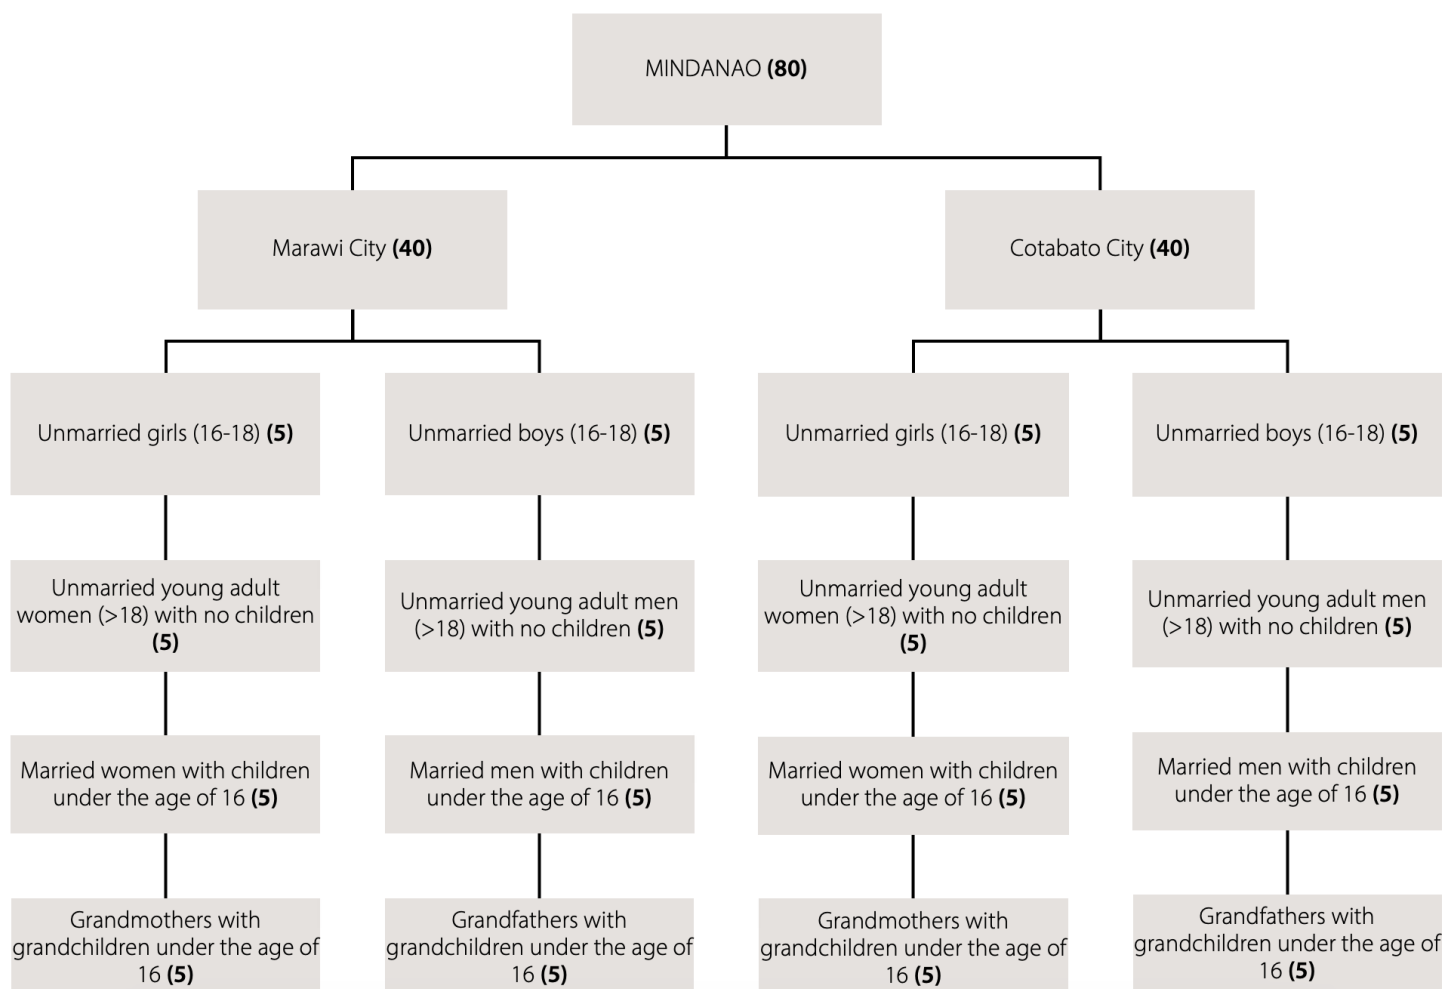 MINDANAO (80)
Marawi City (40)
Cotabato City (40)
Unmarried girls (16-18) (5)
Unmarried boys (16-18) (5)
Unmarried girls (16-18) (5)
Unmarried boys (16-18) (5)
Unmarried young adult
women (>18) with no children
(5)
Unmarried young adult men
(>18) with no children (5)
Unmarried young adult
women (>18) with no children
(5)
Unmarried young adult men
(>18) with no children (5)
Married women with children
under the age of 16 (5)
Married men with children
under the age of 16 (5)
Married women with children
under the age of 16 (5)
Married men with children
under the age of 16 (5)
Grandmothers with
grandchildren under the age of
16 (5)
Grandfathers with
grandchildren under the age of
16 (5)
Grandmothers with
grandchildren under the age of
16 (5)
Grandfathers with
grandchildren under the age of
16 (5)